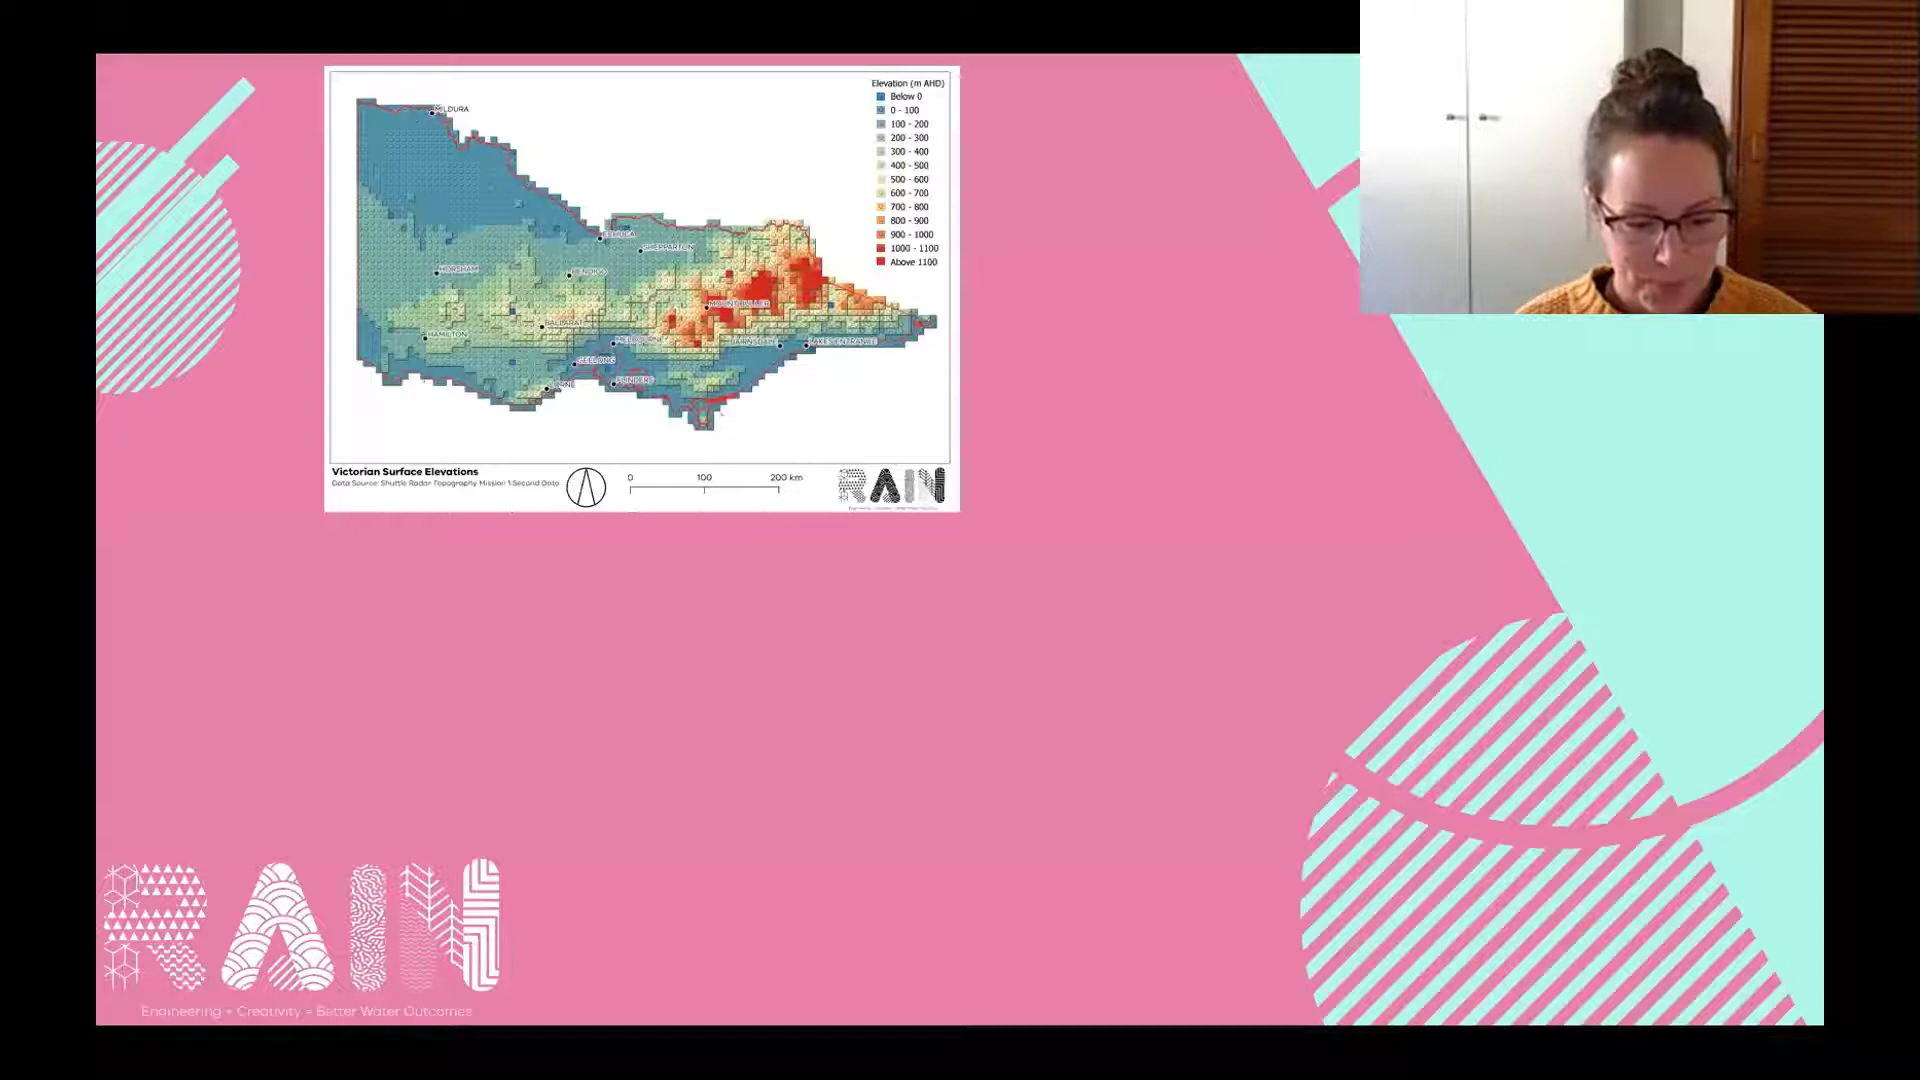 Elevation (m AHD)
Below 0
0 - 100
100 - 200
200 - 300
300 - 400
400 - 500
500 - 600
600 - 700
700 - 800
800 - 900
900 - 1000
1000 - 1100
Above 1100
MILDURA
ECHUCA
SHEPPARTON
HORSHAM
BENDIGO
MOUNT BULLER
BALLARAT
HAMILTON
MELBOURNE
BAIRNSDALE
LAKES ENTRANCE
GEELONG
FLINDERS
LORNE
Victorian Surface Elevations
Data Source: Shuttle Radar Topography Mission 1 Second Data
0 100 200 km
RAIN
RAIN
Engineering + Creativity = Better Water Outcomes